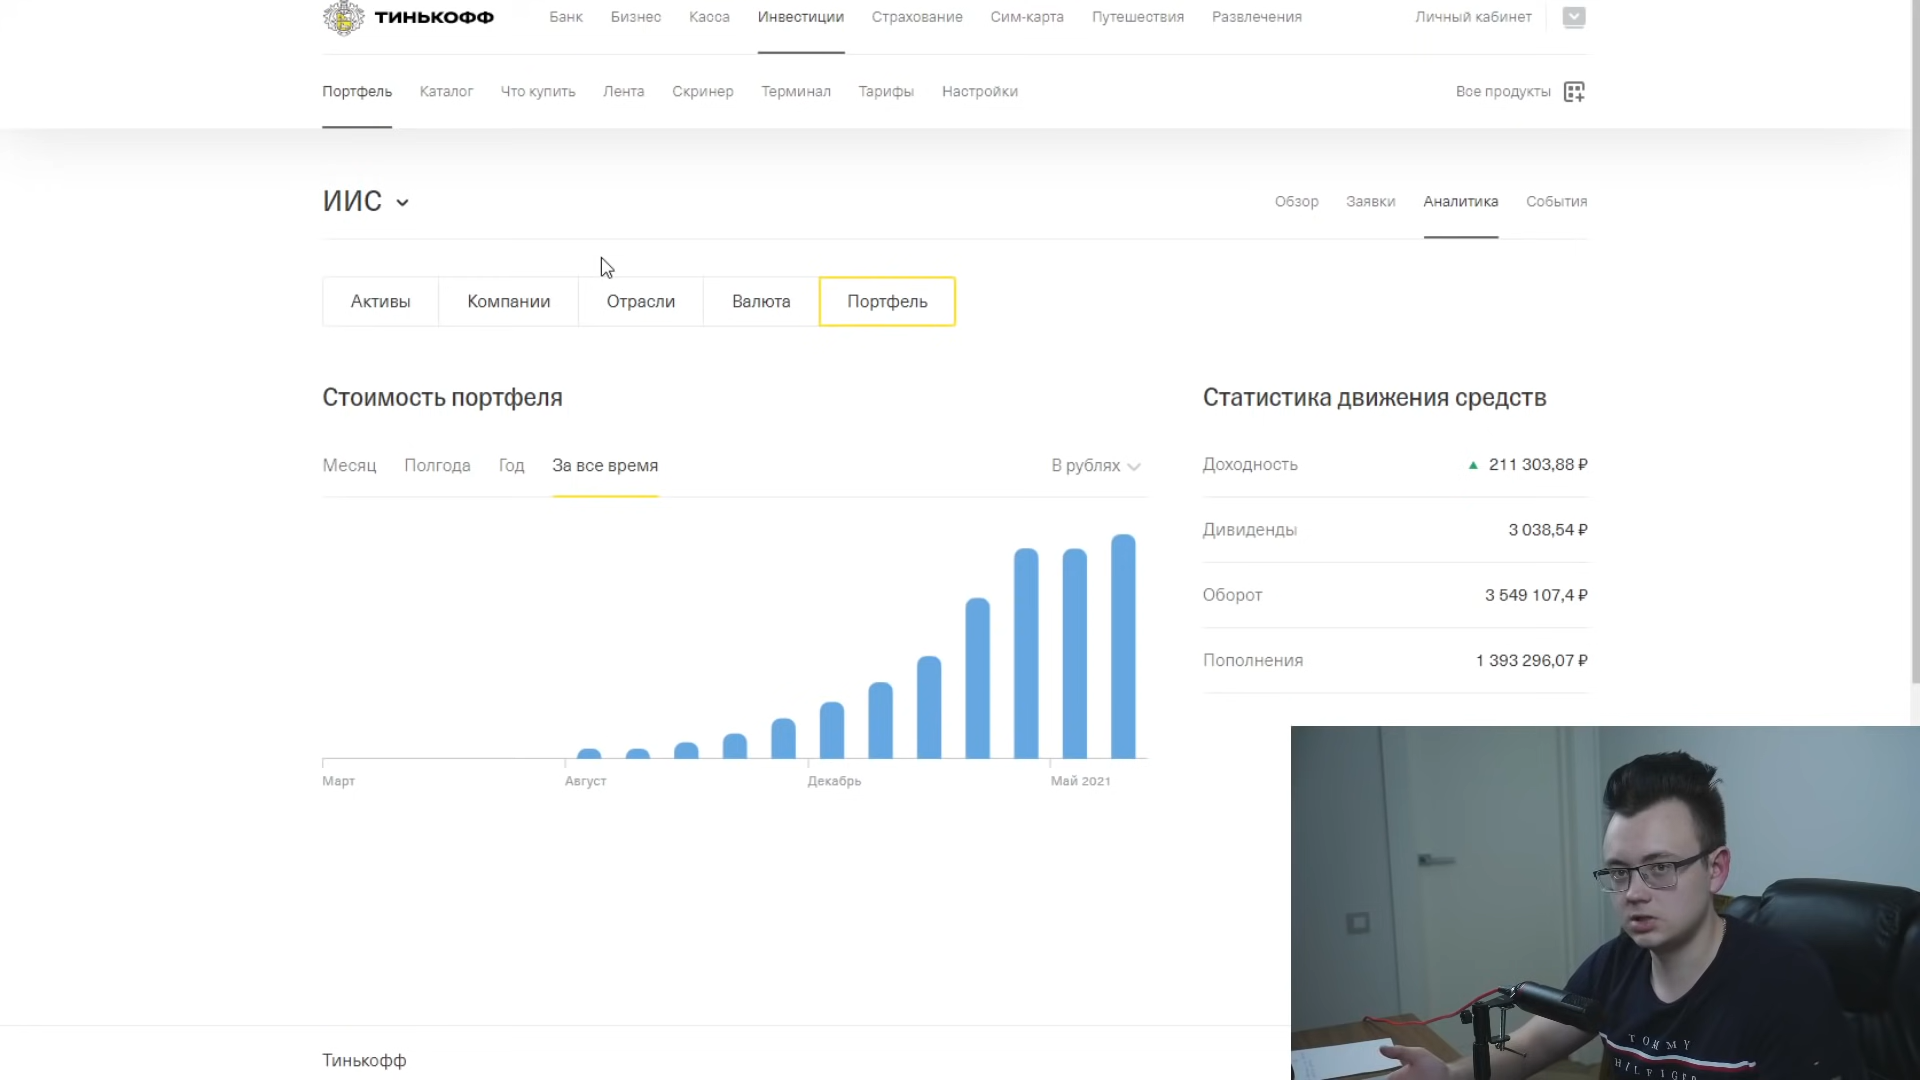 ТИНЬКОФФ Банк Бизнес Касса Инвестиции Страхование Сим-карта Путешествия Развлечения Личный кабинет
Портфель Каталог Что купить Лента Скринер Терминал Тарифы Настройки Все продукты
ИИС Обзор Заявки Аналитика События
Активы Компании Отрасли Валюта Портфель
Стоимость портфеля
Месяц Полгода Год За все время В рублях
Март Август Декабрь Май 2021
Статистика движения средств
Доходность ▲ 211 303,88 ₽
Дивиденды 3 038,54 ₽
Оборот 3 549 107,4 ₽
Пополнения 1 393 296,07 ₽
Тинькофф
TOMMY
HILFIGER